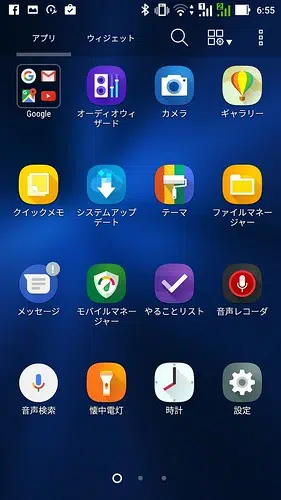 6:55
アプリ ウィジェット
Google オーディオウィザード カメラ ギャラリー
クイックメモ システムアップデート テーマ ファイルマネージャー
メッセージ モバイルマネージャー やることリスト 音声レコーダ
音声検索 懐中電灯 時計 設定